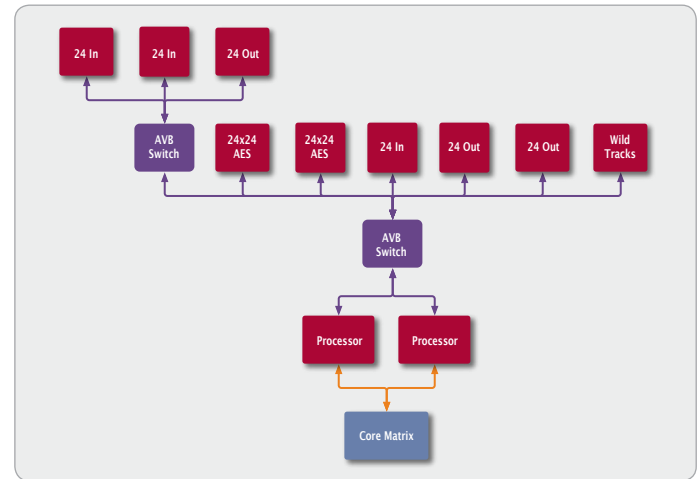 24 In
24 In
24 Out
AVB
Switch
24x24
AES
24x24
AES
24 In
24 Out
24 Out
Wild
Tracks
AVB
Switch
Processor
Processor
Core Matrix